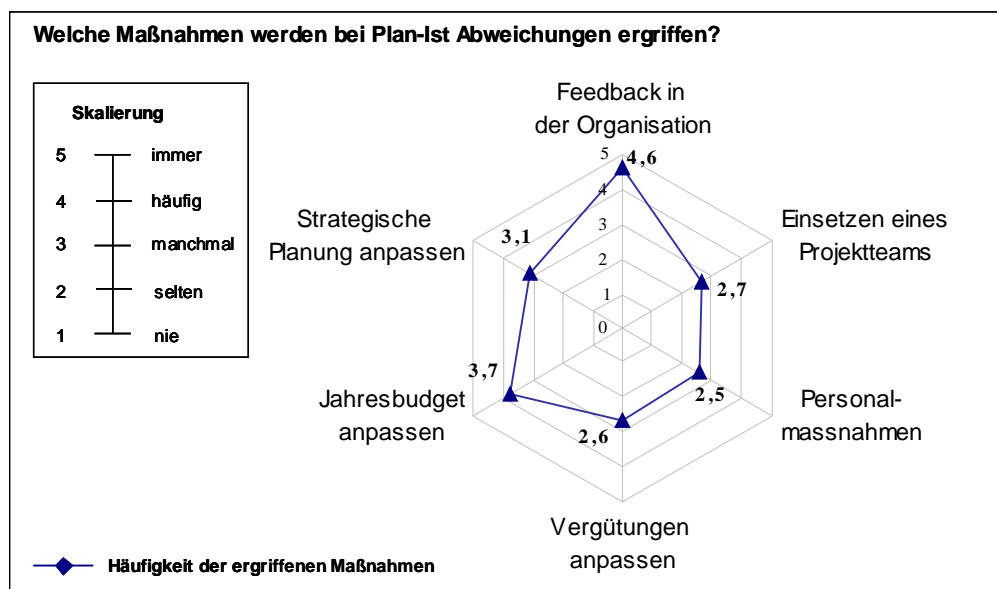 Welche Maßnahmen werden bei Plan-Ist Abweichungen ergriffen?
Skalierung
5 immer
4 häufig
3 manchmal
2 selten
1 nie
Feedback in
der Organisation
5
4,6
4
3
2
1
0
Einsetzen eines
Projektteams
2,7
Personal-
massnahmen
2,5
Vergütungen
anpassen
2,6
Jahresbudget
anpassen
3,7
Strategische
Planung anpassen
3,1
Häufigkeit der ergriffenen Maßnahmen